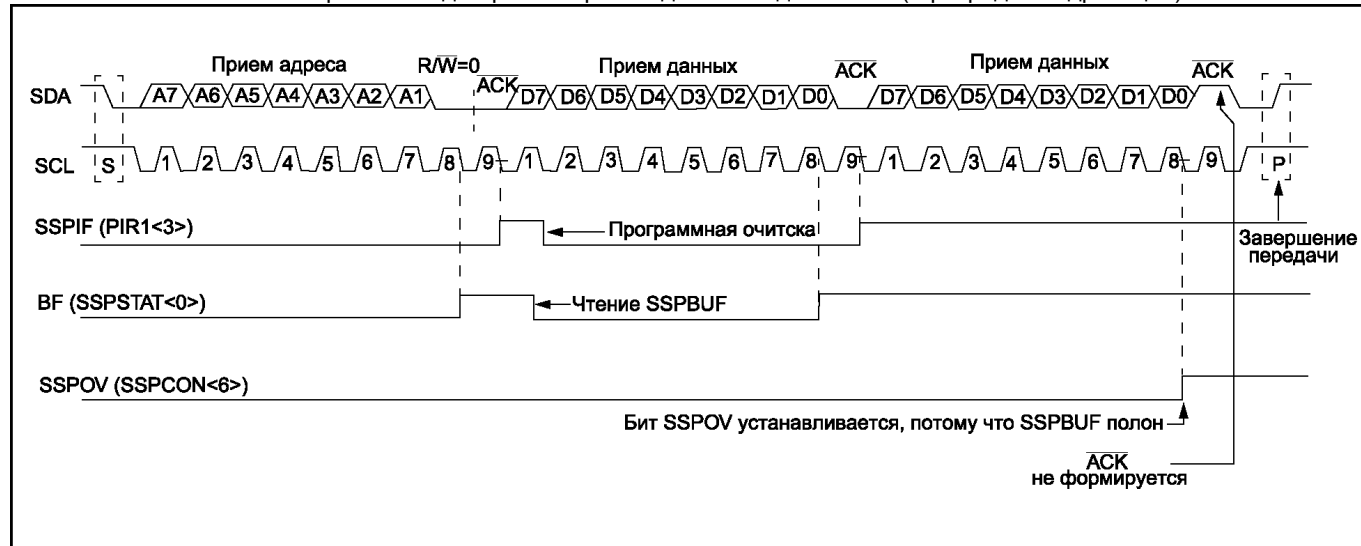 Прием адреса R/W=0 ACK Прием данных ACK Прием данных ACK
SDA A7 A6 A5 A4 A3 A2 A1 D7 D6 D5 D4 D3 D2 D1 D0 D7 D6 D5 D4 D3 D2 D1 D0
SCL S 1 2 3 4 5 6 7 8 9 1 2 3 4 5 6 7 8 9 1 2 3 4 5 6 7 8 9 P
SSPIF (PIR1<3>)
Программная очитска
Завершение
передачи
BF (SSPSTAT<0>)
Чтение SSPBUF
SSPOV (SSPCON<6>)
Бит SSPOV устанавливается, потому что SSPBUF полон
ACK
не формируется